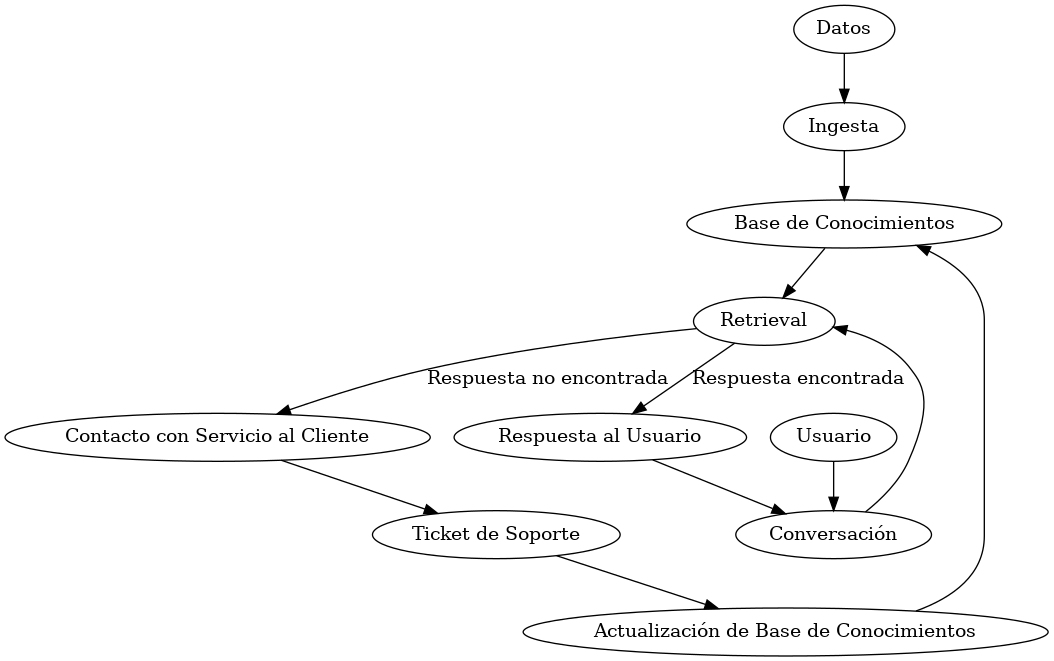 Datos
Ingesta
Base de Conocimientos
Retrieval
Respuesta no encontrada
Respuesta encontrada
Contacto con Servicio al Cliente
Respuesta al Usuario
Usuario
Ticket de Soporte
Conversación
Actualización de Base de Conocimientos